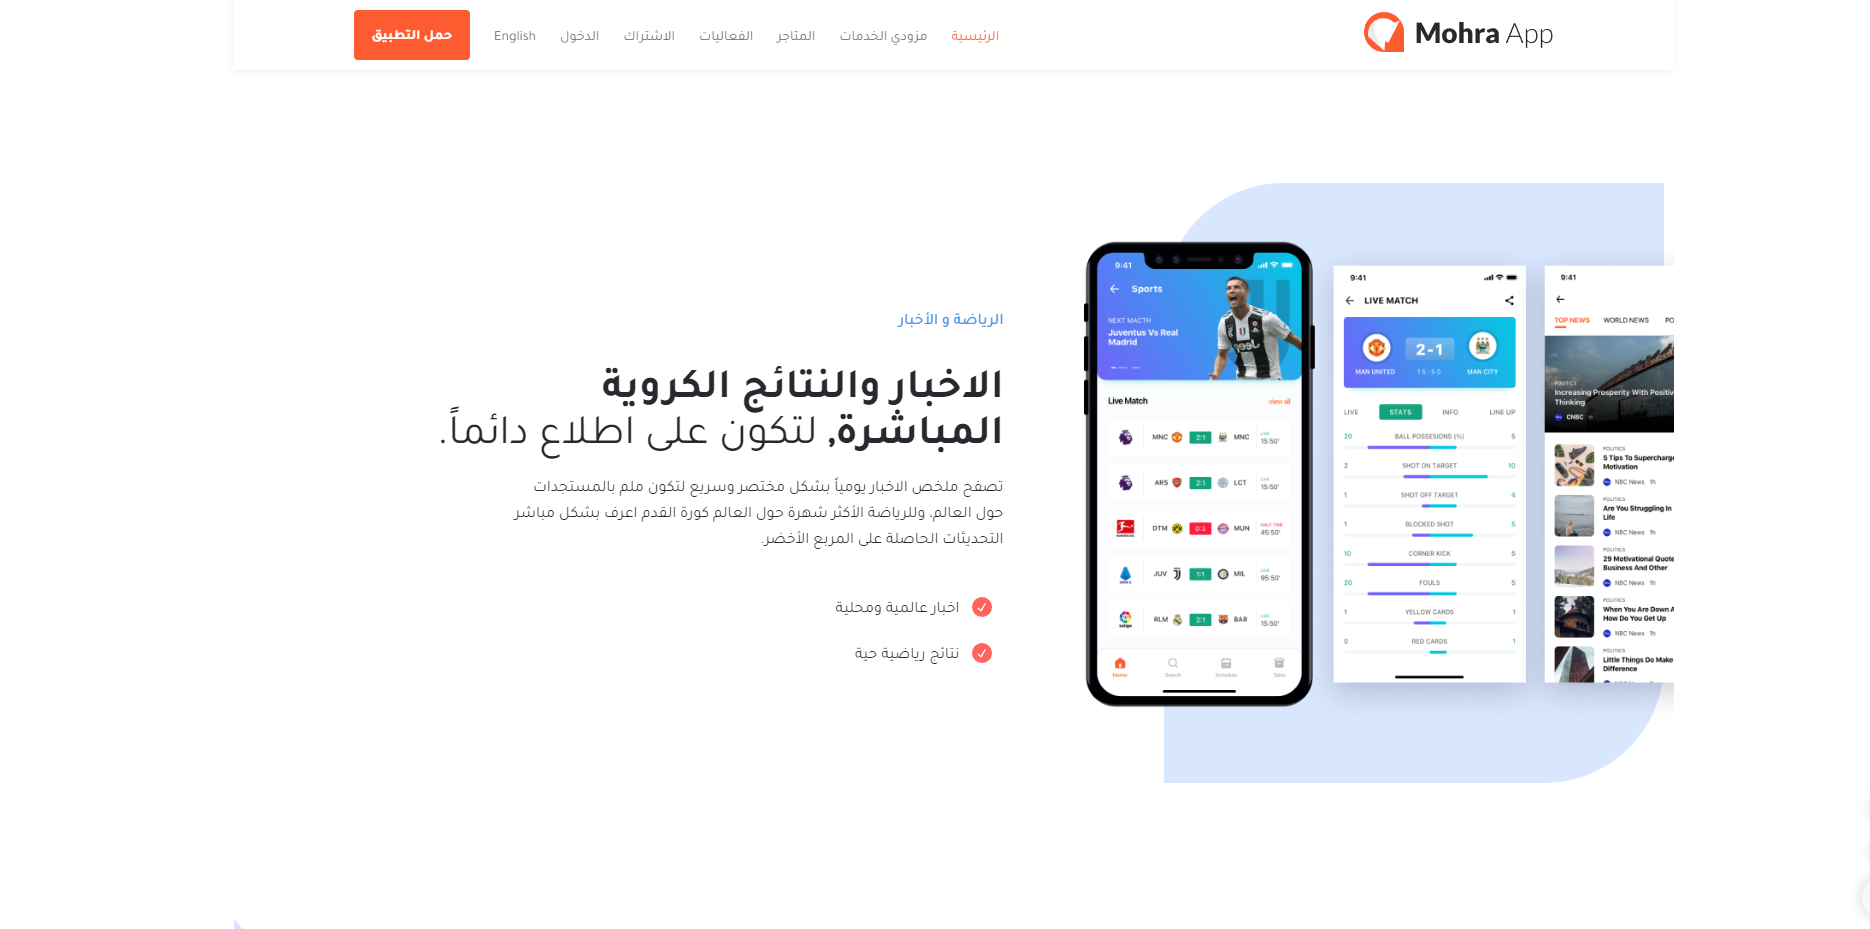 Mohra App
الرئيسية
مزودي الخدمات
المتاجر
الفعاليات
الاشتراك
الدخول
English
حمل التطبيق
الرياضة و الأخبار
الاخبار والنتائج الكروية
المباشرة, لتكون على اطلاع دائماً.
تصفح ملخص الاخبار يومياً بشكل مختصر وسريع لتكون ملم بالمستجدات
حول العالم، وللرياضة الأكثر شهرة حول العالم كورة القدم اعرف بشكل مباشر
التحديثات الحاصلة على المربع الأخضر.
اخبار عالمية ومحلية
نتائج رياضية حية
9:41
Sports
NEXT MACTH
Juventus Vs Real
Madrid
Live Match
view all
MNC 2:1 MNC LIVE 15:50'
ARS 2:1 LCT LIVE 15:50'
DTM 0:3 MUN HALF TIME 45:50'
JUV 1:1 MIL LIVE 95:50'
RLM 2:1 BAR LIVE 15:50'
Home
Search
Schedule
Table
9:41
LIVE MATCH
2-1
MAN UNITED 15:50 MAN CITY
LIVE STATS INFO LINE UP
20 BALL POSSESIONS (%) 5
2 SHOT ON TARGET 10
1 SHOT OFF TARGET 4
1 BLOCKED SHOT 5
10 CORNER KICK 5
20 FOULS 5
1 YELLOW CARDS 1
0 RED CARDS 1
9:41
TOP NEWS WORLD NEWS PO
POLITICS
Increasing Prosperity With Positiv
Thinking
CNBC 1h
POLITICS
5 Tips To Supercharge
Motivation
NBC News 1h
POLITICS
Are You Struggling In
Life
NBC News 1h
POLITICS
29 Motivational Quote
Business And Other
NBC News 1h
POLITICS
When You Are Down A
How Do You Get Up
NBC News 1h
POLITICS
Little Things Do Make
Difference